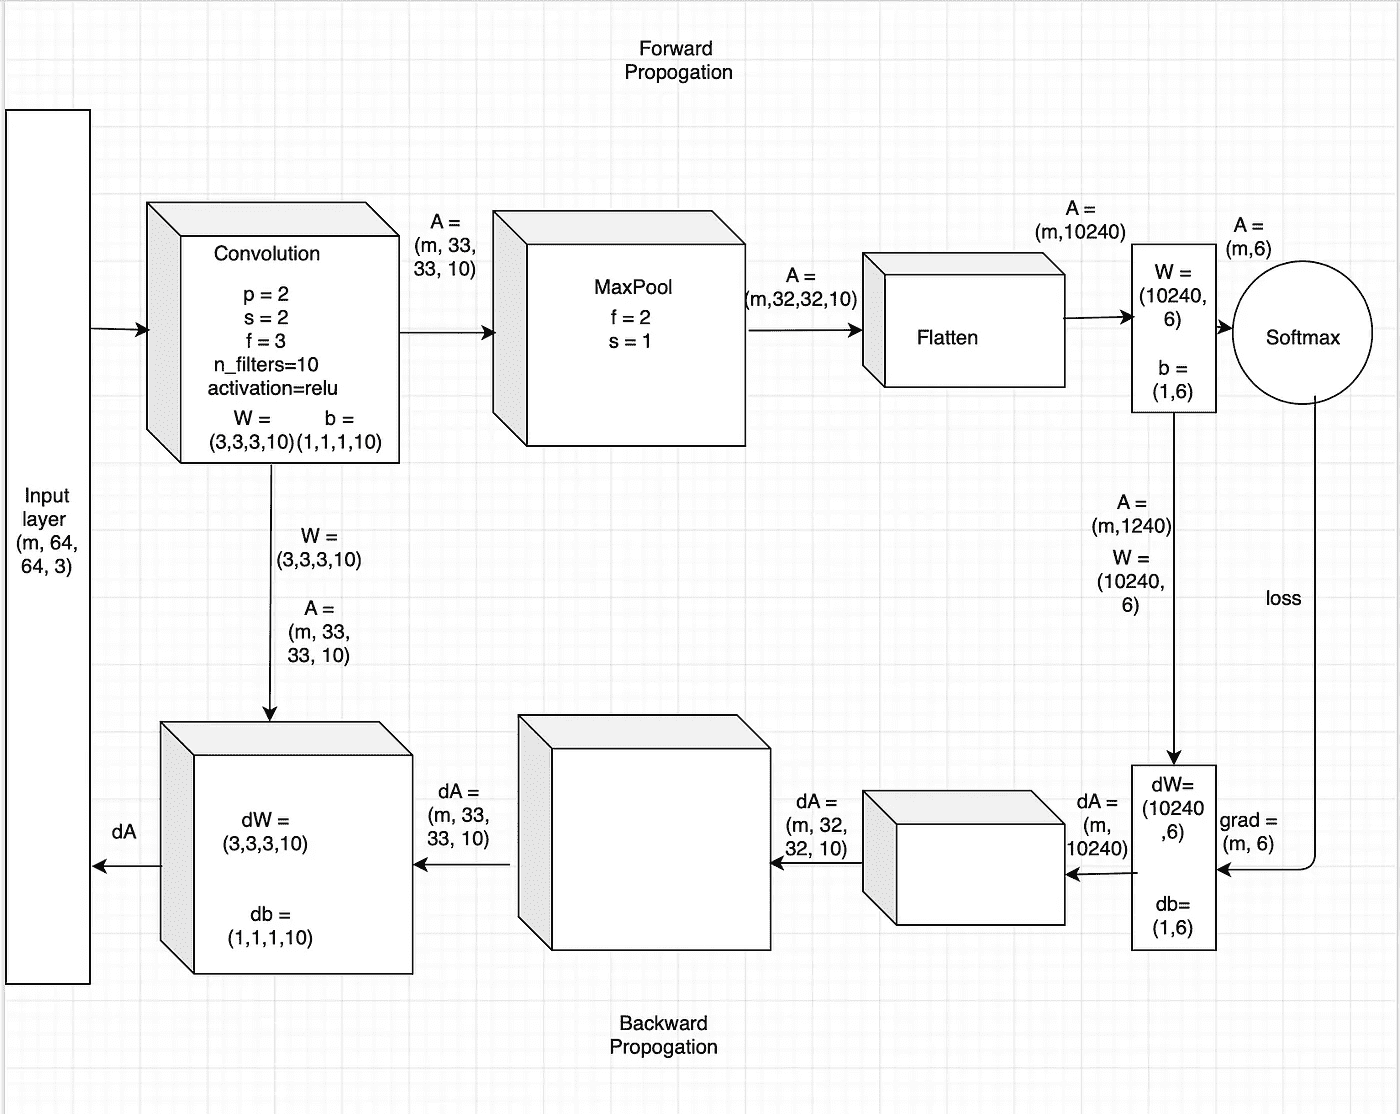 Forward
Propogation
Input
layer
(m, 64,
64, 3)
Convolution
p = 2
s = 2
f = 3
n_filters=10
activation=relu
W =
(3,3,3,10)
b =
(1,1,1,10)
A =
(m, 33,
33, 10)
MaxPool
f = 2
s = 1
A =
(m,32,32,10)
Flatten
A =
(m,10240)
W =
(10240,
6)
b =
(1,6)
A =
(m,6)
Softmax
W =
(3,3,3,10)
A =
(m, 33,
33, 10)
A =
(m,1240)
W =
(10240,
6)
loss
dA
dW =
(3,3,3,10)
db =
(1,1,1,10)
dA =
(m, 33,
33, 10)
dA =
(m, 32,
32, 10)
dA =
(m,
10240)
dW=
(10240
,6)
db=
(1,6)
grad =
(m, 6)
Backward
Propogation